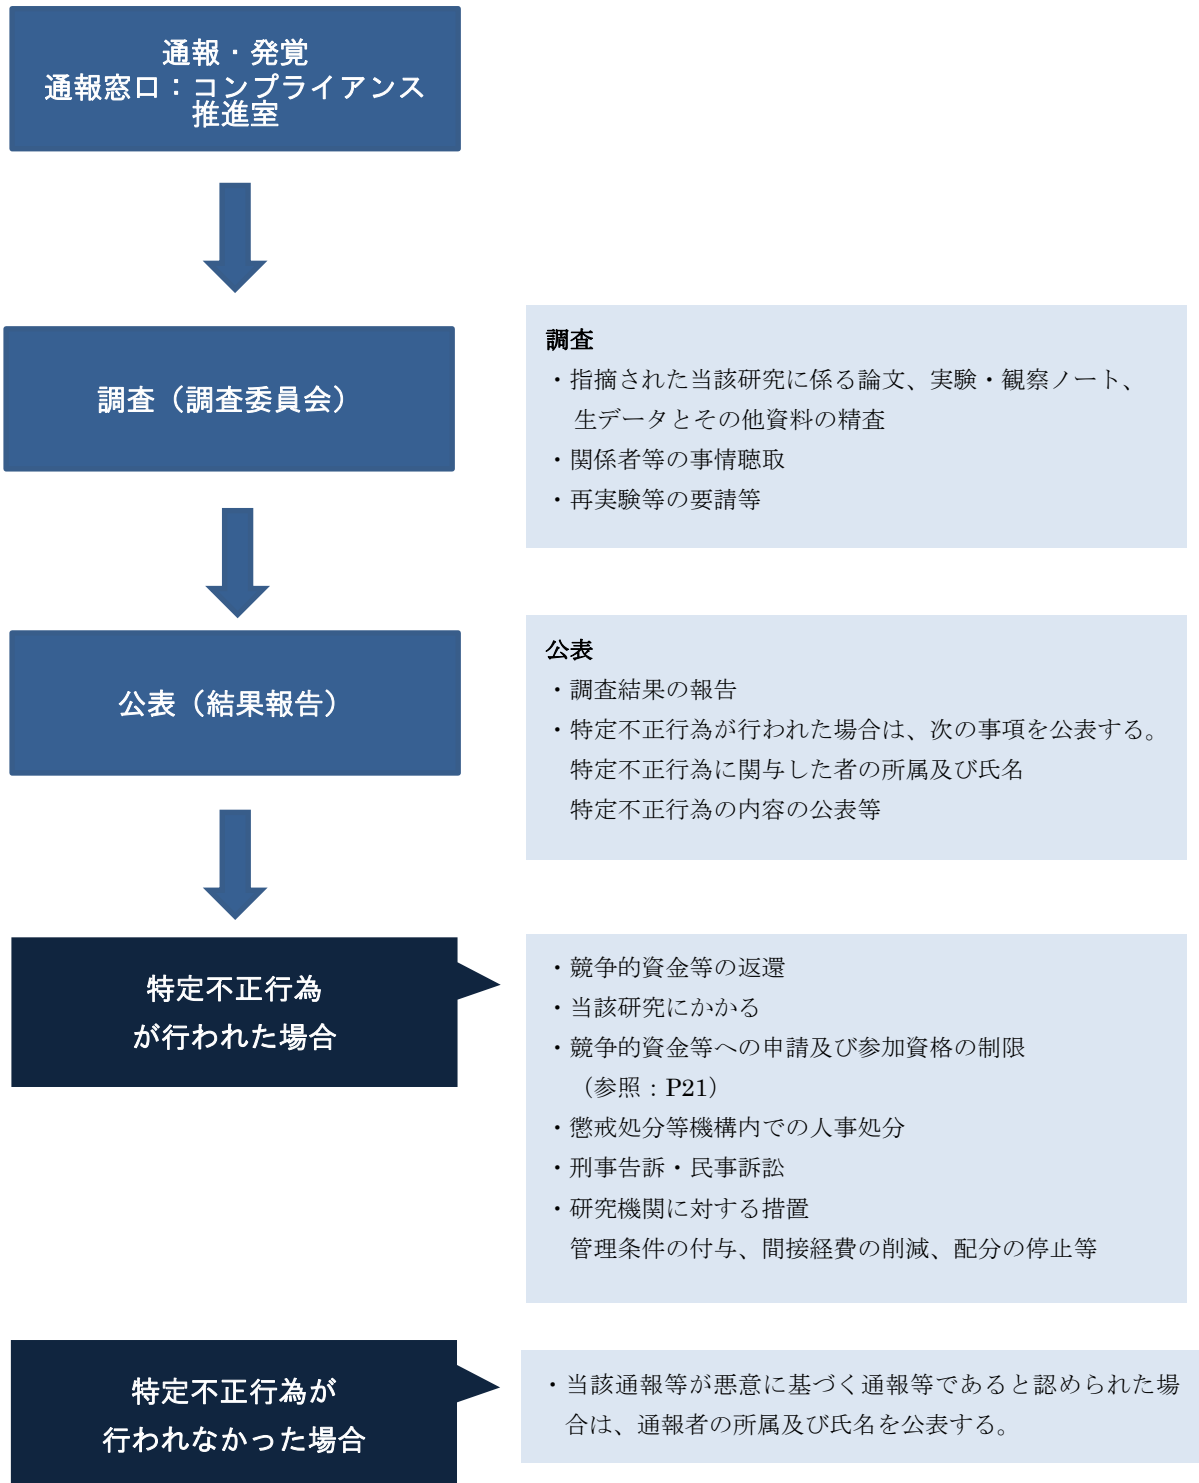 通報・発覚
通報窓口：コンプライアンス
推進室
調査（調査委員会）
調査
・指摘された当該研究に係る論文、実験・観察ノート、
生データとその他資料の精査
・関係者等の事情聴取
・再実験等の要請等
公表（結果報告）
公表
・調査結果の報告
・特定不正行為が行われた場合は、次の事項を公表する。
特定不正行為に関与した者の所属及び氏名
特定不正行為の内容の公表等
特定不正行為
が行われた場合
・競争的資金等の返還
・当該研究にかかる
・競争的資金等への申請及び参加資格の制限
（参照：P21）
・懲戒処分等機構内での人事処分
・刑事告訴・民事訴訟
・研究機関に対する措置
管理条件の付与、間接経費の削減、配分の停止等
特定不正行為が
行われなかった場合
・当該通報等が悪意に基づく通報等であると認められた場
合は、通報者の所属及び氏名を公表する。